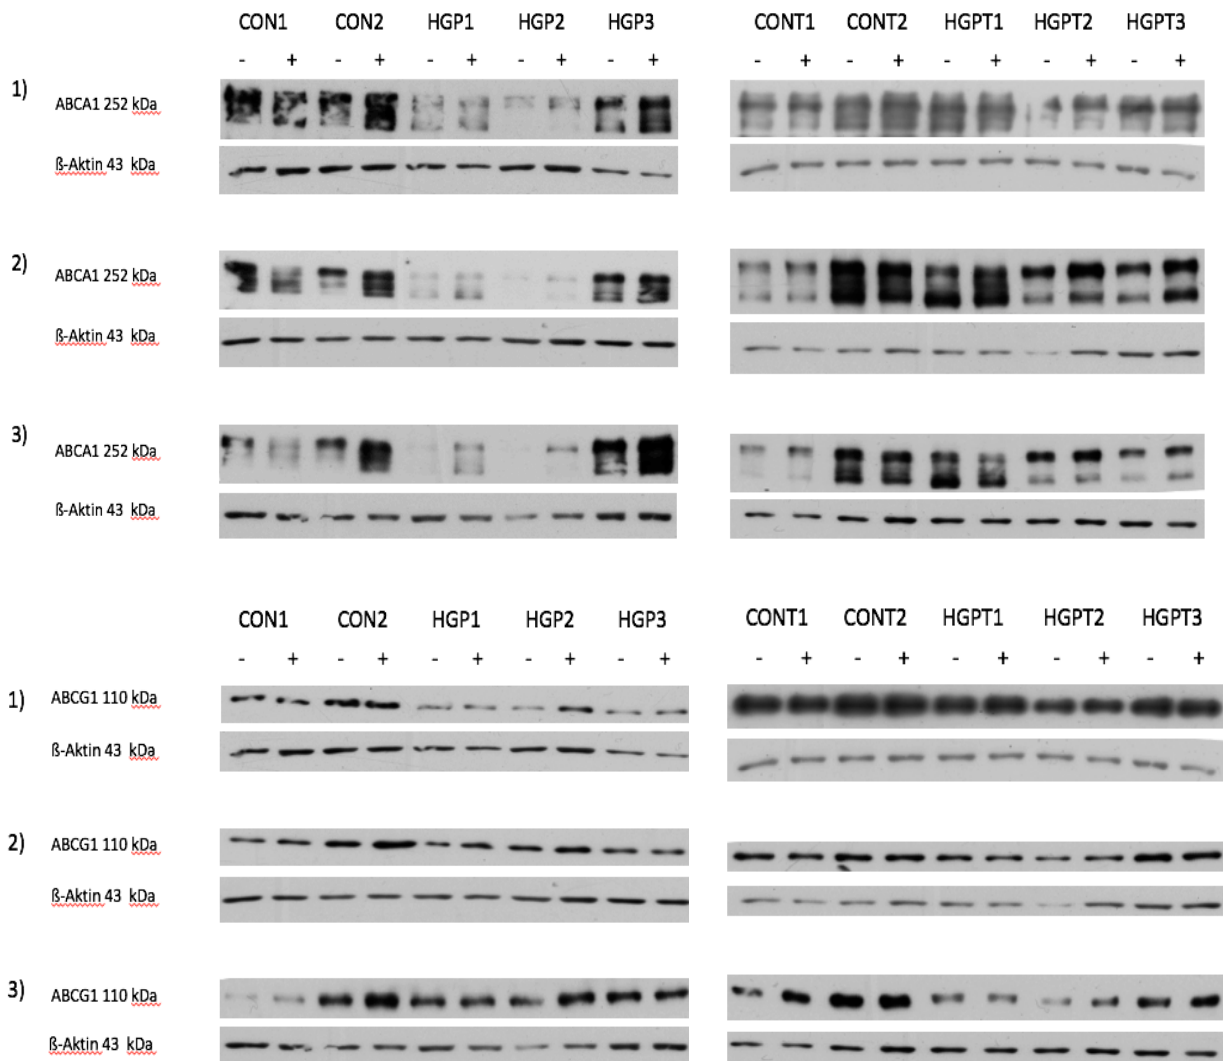 CON1 CON2 HGP1 HGP2 HGP3 CONT1 CONT2 HGPT1 HGPT2 HGPT3
- + - + - + - + - + - + - + - + - + - +
1) ABCA1 252 kDa
ß-Aktin 43 kDa
2) ABCA1 252 kDa
ß-Aktin 43 kDa
3) ABCA1 252 kDa
ß-Aktin 43 kDa
CON1 CON2 HGP1 HGP2 HGP3 CONT1 CONT2 HGPT1 HGPT2 HGPT3
- + - + - + - + - + - + - + - + - + - +
1) ABCG1 110 kDa
ß-Aktin 43 kDa
2) ABCG1 110 kDa
ß-Aktin 43 kDa
3) ABCG1 110 kDa
ß-Aktin 43 kDa